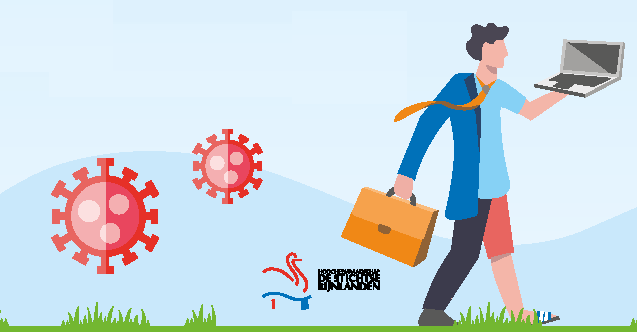 HOOGHEEMRAADSCHAP
DE STICHTSE
RIJNLANDEN